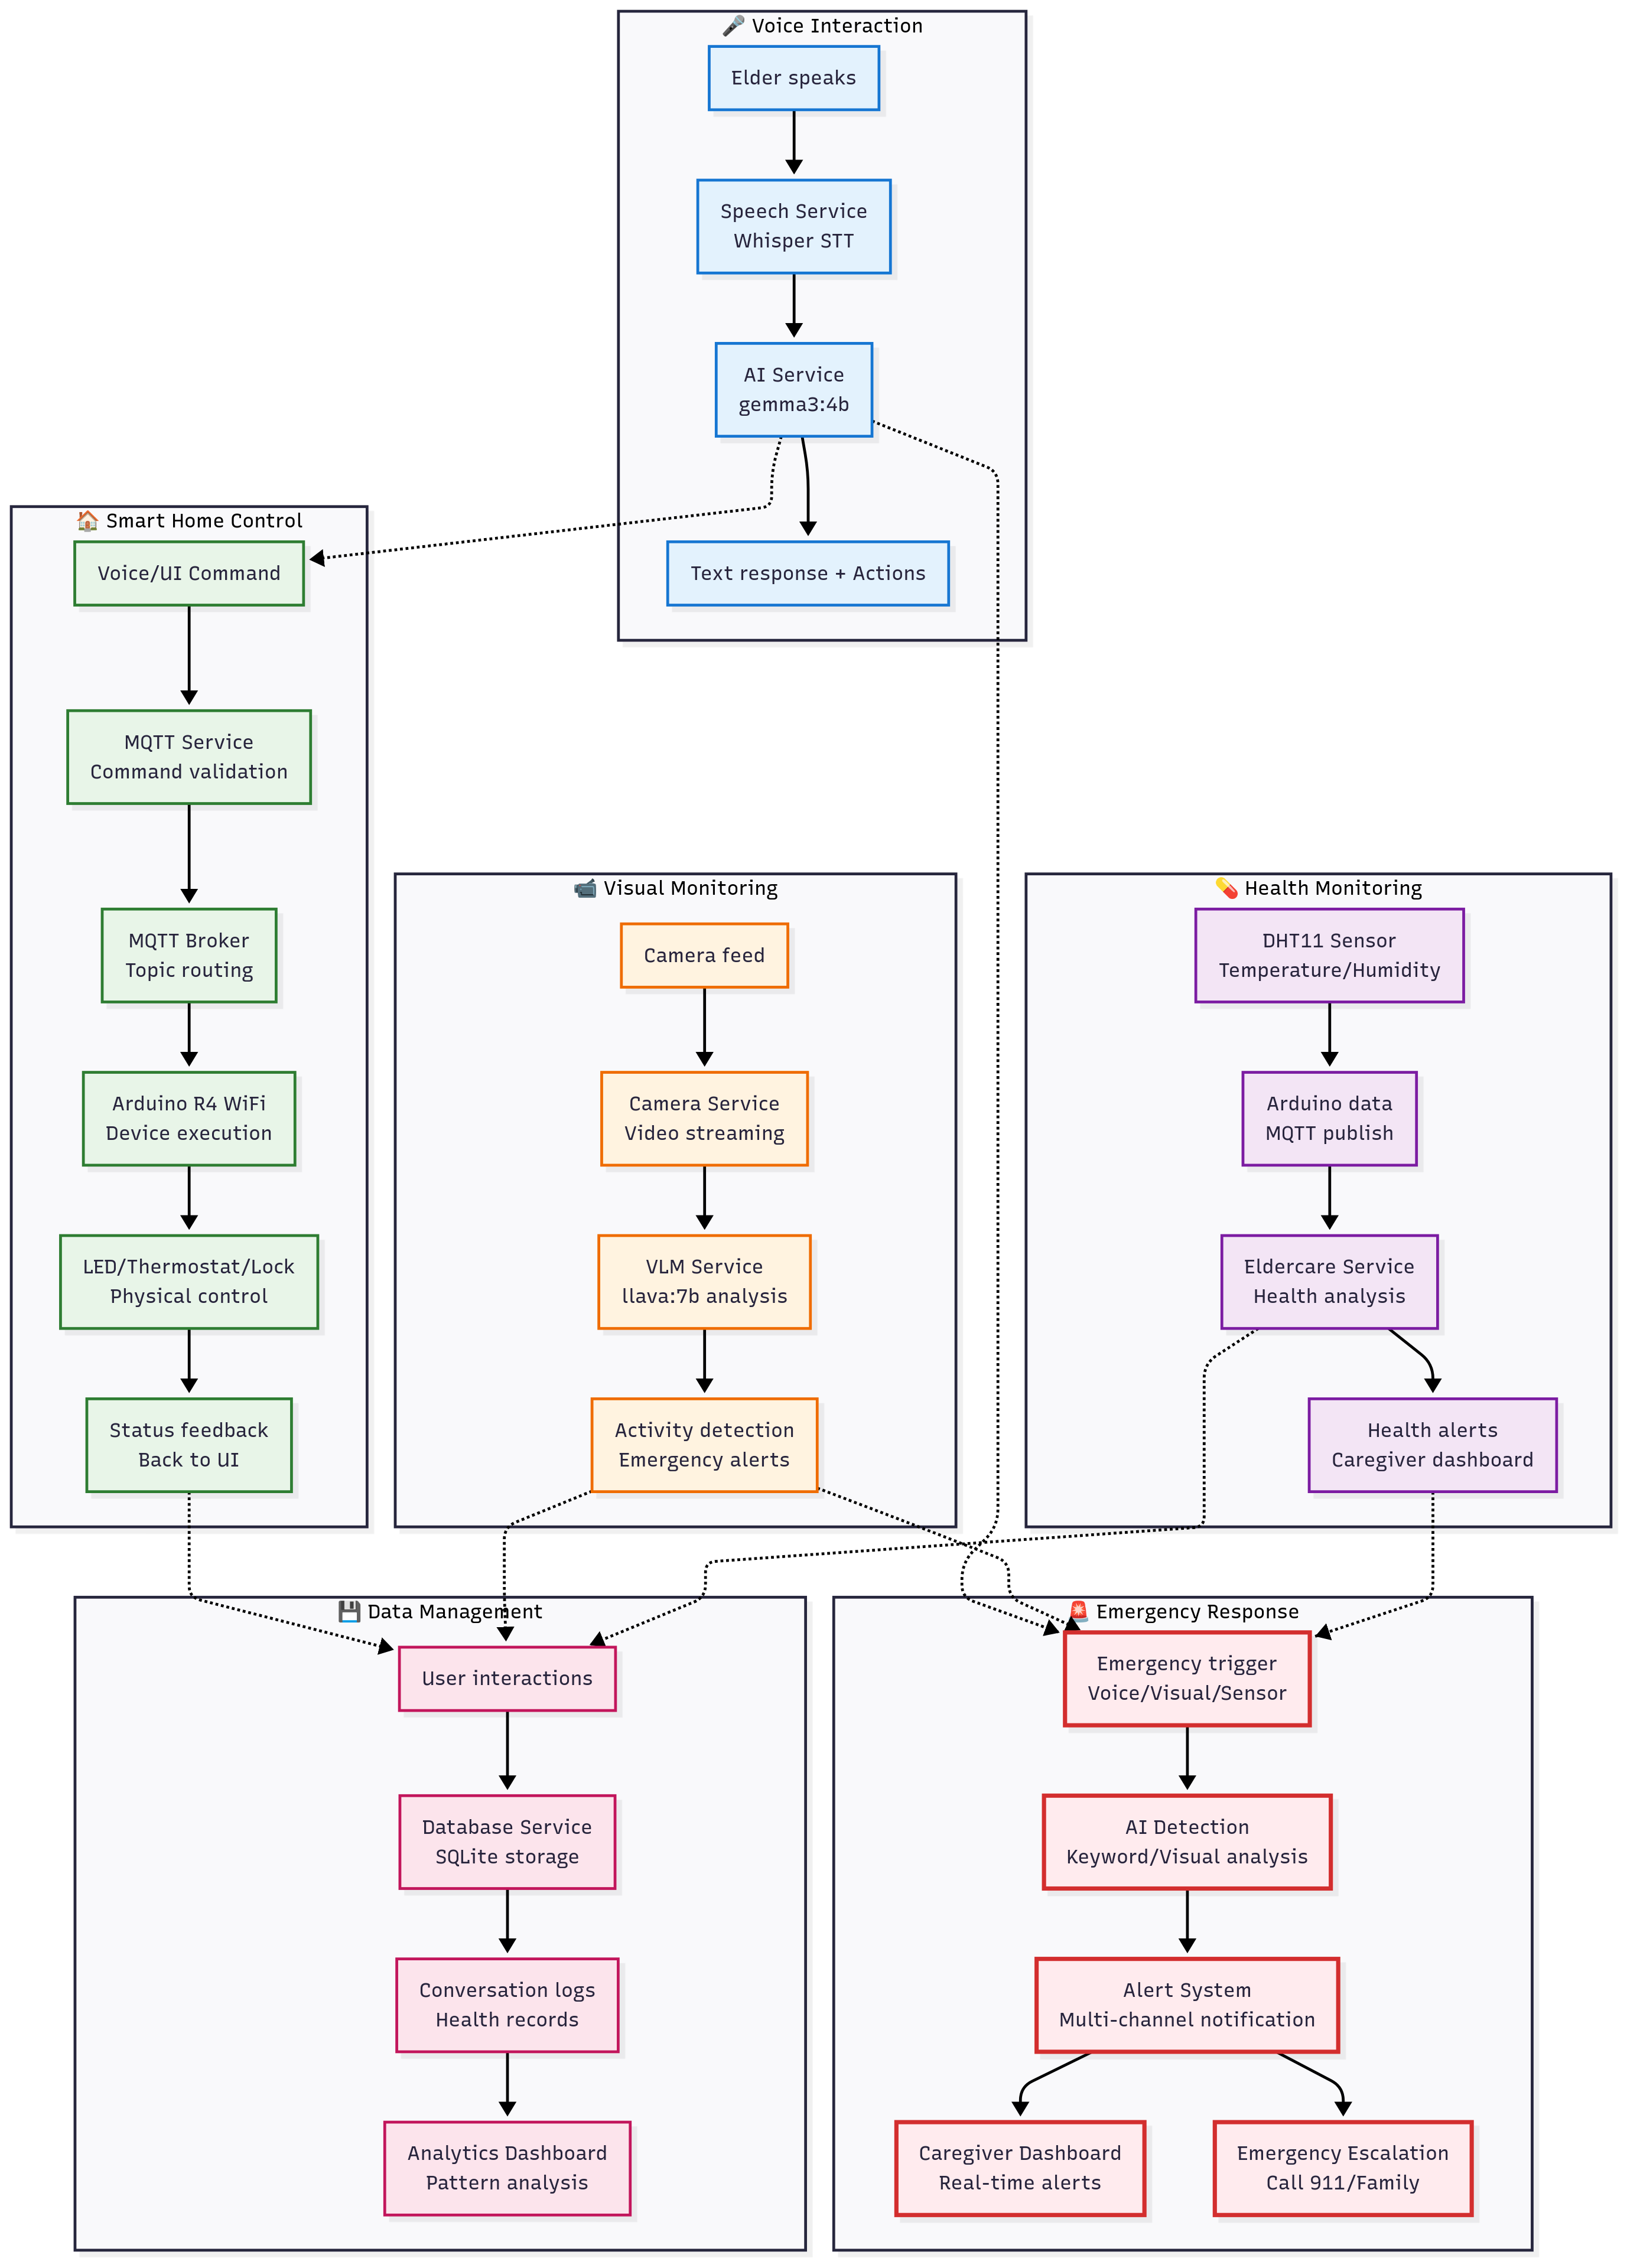 🎤 Voice Interaction
Elder speaks
Speech Service
Whisper STT
AI Service
gemma3:4b
Text response + Actions
🏠 Smart Home Control
Voice/UI Command
MQTT Service
Command validation
MQTT Broker
Topic routing
Arduino R4 WiFi
Device execution
LED/Thermostat/Lock
Physical control
Status feedback
Back to UI
📹 Visual Monitoring
Camera feed
Camera Service
Video streaming
VLM Service
llava:7b analysis
Activity detection
Emergency alerts
💊 Health Monitoring
DHT11 Sensor
Temperature/Humidity
Arduino data
MQTT publish
Eldercare Service
Health analysis
Health alerts
Caregiver dashboard
💾 Data Management
User interactions
Database Service
SQLite storage
Conversation logs
Health records
Analytics Dashboard
Pattern analysis
🚨 Emergency Response
Emergency trigger
Voice/Visual/Sensor
AI Detection
Keyword/Visual analysis
Alert System
Multi-channel notification
Caregiver Dashboard
Real-time alerts
Emergency Escalation
Call 911/Family